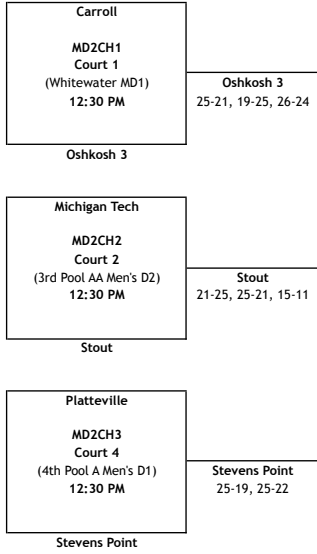 Carroll
MD2CH1
Court 1
(Whitewater MD1)
12:30 PM
Oshkosh 3
25-21, 19-25, 26-24
Oshkosh 3
Michigan Tech
MD2CH2
Court 2
(3rd Pool AA Men's D2)
12:30 PM
Stout
21-25, 25-21, 15-11
Stout
Platteville
MD2CH3
Court 4
(4th Pool A Men's D1)
12:30 PM
Stevens Point
25-19, 25-22
Stevens Point